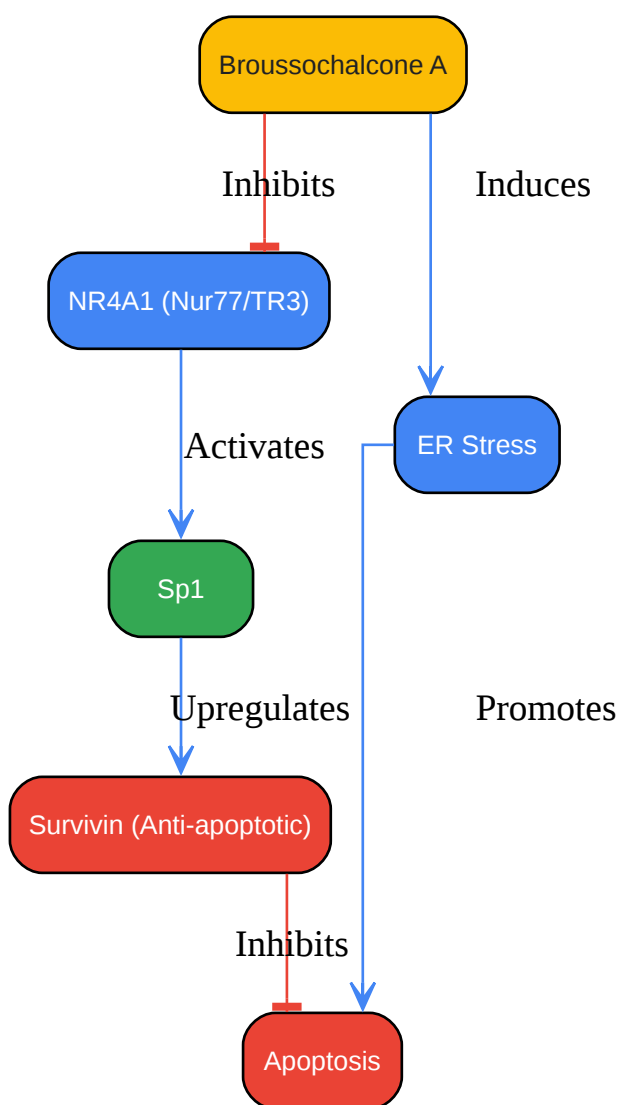 Broussochalcone A
Inhibits
Induces
NR4A1 (Nur77/TR3)
Activates
ER Stress
Sp1
Upregulates
Promotes
Survivin (Anti-apoptotic)
Inhibits
Apoptosis